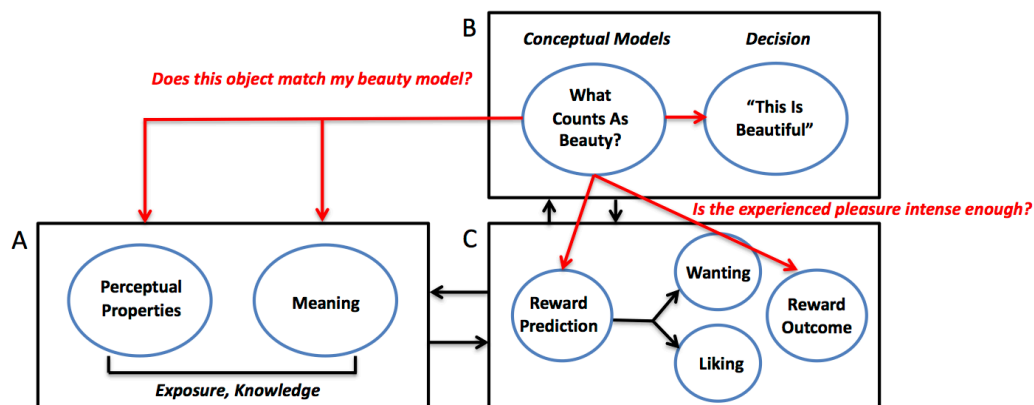 B
Conceptual Models
Decision
Does this object match my beauty model?
What
Counts As
Beauty?
“This Is
Beautiful”
Is the experienced pleasure intense enough?
A
Perceptual
Properties
Meaning
Exposure, Knowledge
C
Reward
Prediction
Wanting
Liking
Reward
Outcome